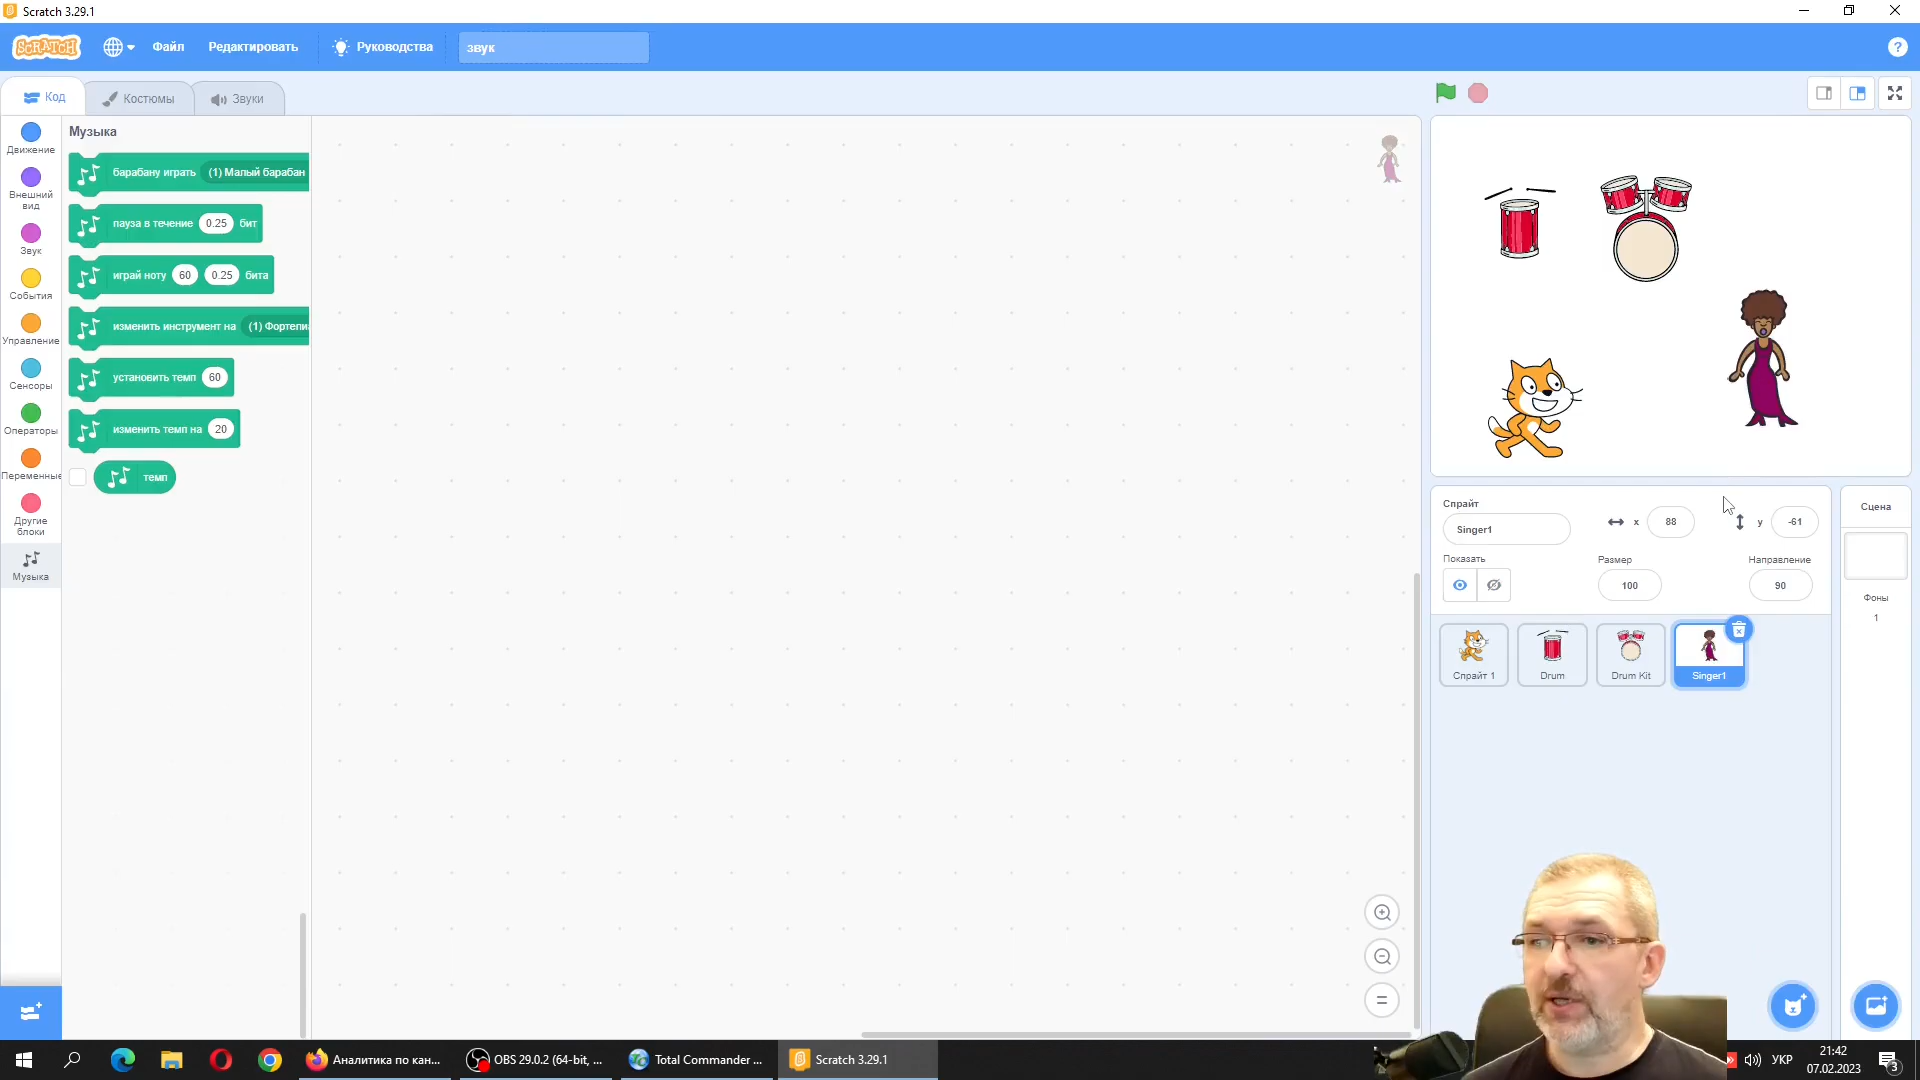 Scratch 3.29.1
SCRATCH
Файл
Редактировать
Руководства
звук
?
Код
Костюмы
Звуки
Движение
Внешний
вид
Звук
События
Управление
Сенсоры
Операторы
Переменные
Другие
блоки
Музыка
Музыка
барабану играть (1) Малый барабан
пауза в течение 0.25 бит
играй ноту 60 0.25 бита
изменить инструмент на (1) Фортепи
установить темп 60
изменить темп на 20
темп
Спрайт
Singer1
x 88
y -61
Показать
Размер
100
Направление
90
Спрайт 1
Drum
Drum Kit
Singer1
Сцена
Фоны
1
Аналитика по кан...
OBS 29.0.2 (64-bit, ...
Total Commander ...
Scratch 3.29.1
УКР
21:42
07.02.2023
3